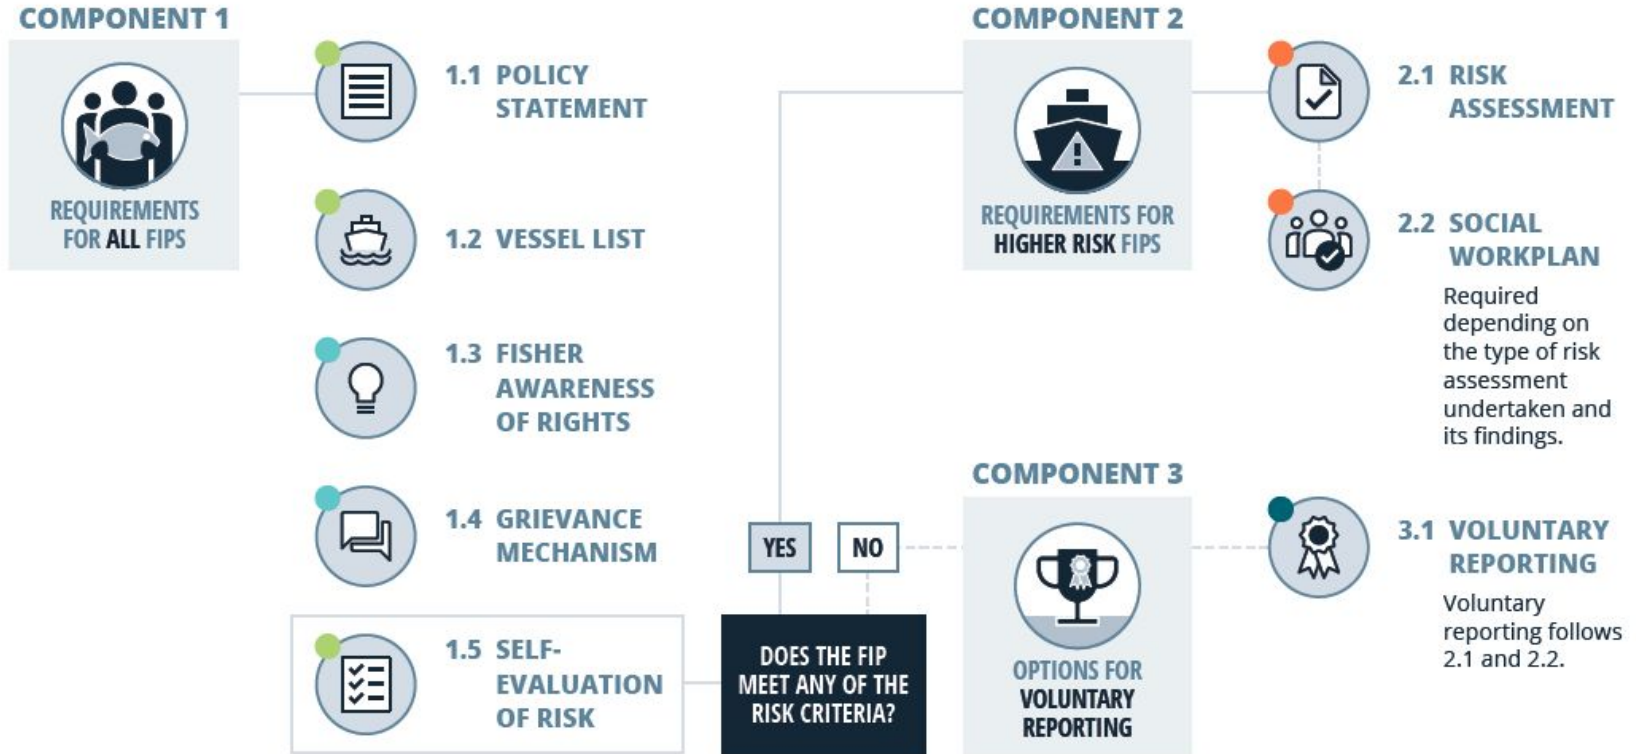 COMPONENT 1
REQUIREMENTS
FOR ALL FIPS
1.1 POLICY
STATEMENT
1.2 VESSEL LIST
1.3 FISHER
AWARENESS
OF RIGHTS
1.4 GRIEVANCE
MECHANISM
1.5 SELF-
EVALUATION
OF RISK
DOES THE FIP
MEET ANY OF THE
RISK CRITERIA?
YES
NO
COMPONENT 2
REQUIREMENTS FOR
HIGHER RISK FIPS
2.1 RISK
ASSESSMENT
2.2 SOCIAL
WORKPLAN
Required
depending on
the type of risk
assessment
undertaken and
its findings.
COMPONENT 3
OPTIONS FOR
VOLUNTARY
REPORTING
3.1 VOLUNTARY
REPORTING
Voluntary
reporting follows
2.1 and 2.2.